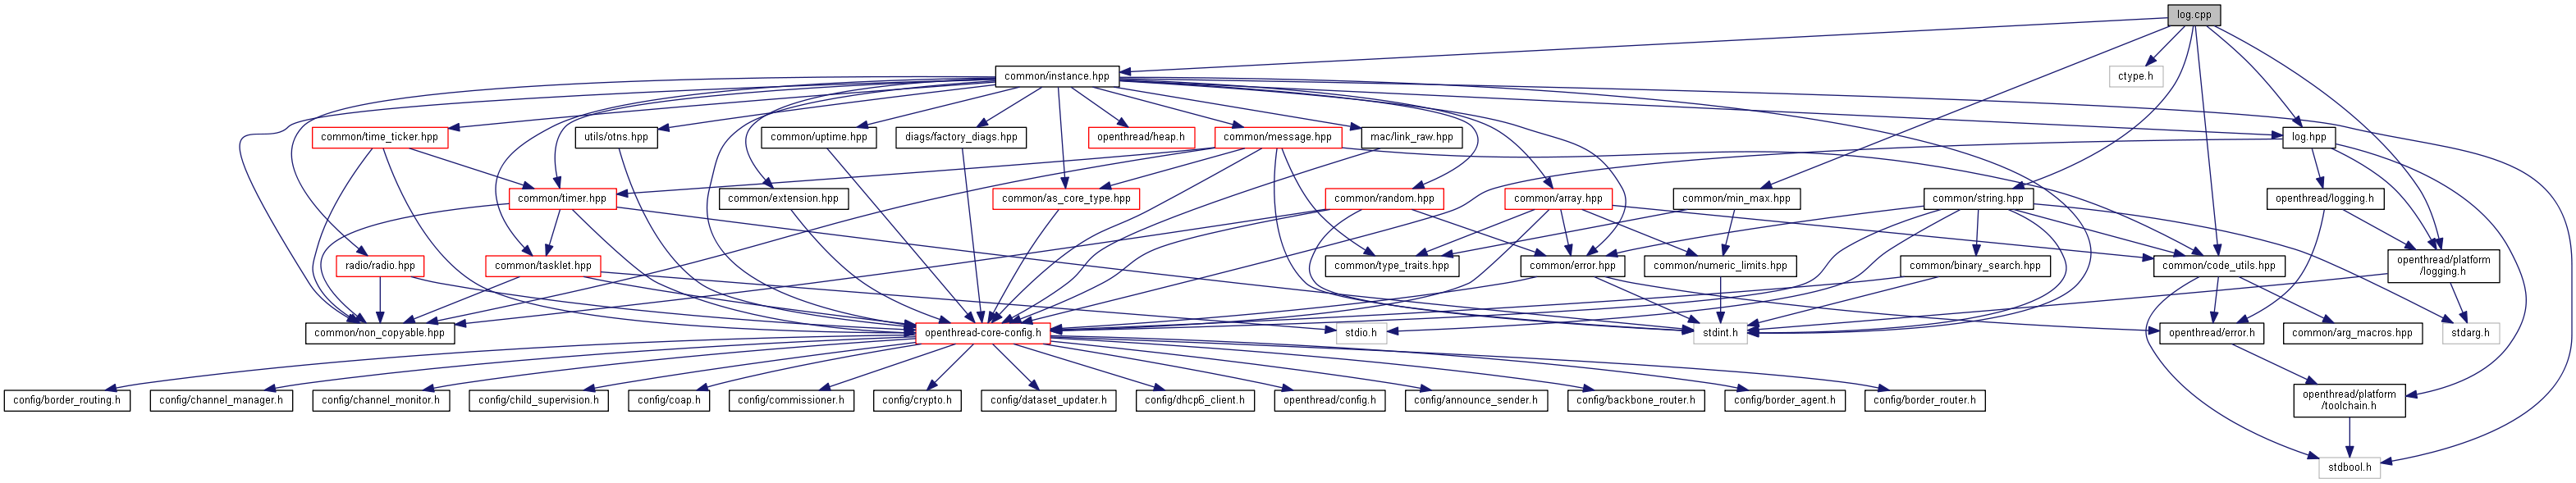 log.cpp
common/instance.hpp
ctype.h
common/time_ticker.hpp
utils/otns.hpp
common/uptime.hpp
diags/factory_diags.hpp
openthread/heap.h
common/message.hpp
mac/link_raw.hpp
log.hpp
common/timer.hpp
common/extension.hpp
common/as_core_type.hpp
common/random.hpp
common/array.hpp
common/min_max.hpp
common/string.hpp
openthread/logging.h
radio/radio.hpp
common/tasklet.hpp
common/type_traits.hpp
common/error.hpp
common/numeric_limits.hpp
common/binary_search.hpp
common/code_utils.hpp
openthread/platform
/logging.h
common/non_copyable.hpp
openthread-core-config.h
stdio.h
stdint.h
openthread/error.h
common/arg_macros.hpp
stdarg.h
config/border_routing.h
config/channel_manager.h
config/channel_monitor.h
config/child_supervision.h
config/coap.h
config/commissioner.h
config/crypto.h
config/dataset_updater.h
config/dhcp6_client.h
openthread/config.h
config/announce_sender.h
config/backbone_router.h
config/border_agent.h
config/border_router.h
openthread/platform
/toolchain.h
stdbool.h